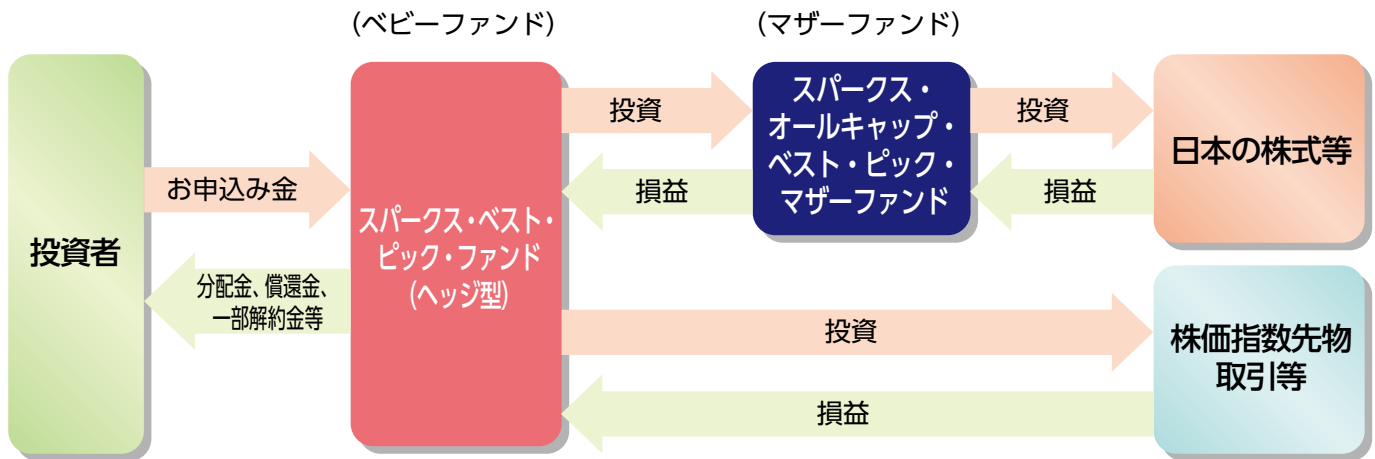 (ベビーファンド)
(マザーファンド)
投資者
お申込み金
分配金、償還金、
一部解約金等
スパークス・ベスト・
ピック・ファンド
(ヘッジ型)
投資
損益
スパークス・
オールキャップ・
ベスト・ピック・
マザーファンド
投資
損益
日本の株式等
投資
損益
株価指数先物
取引等